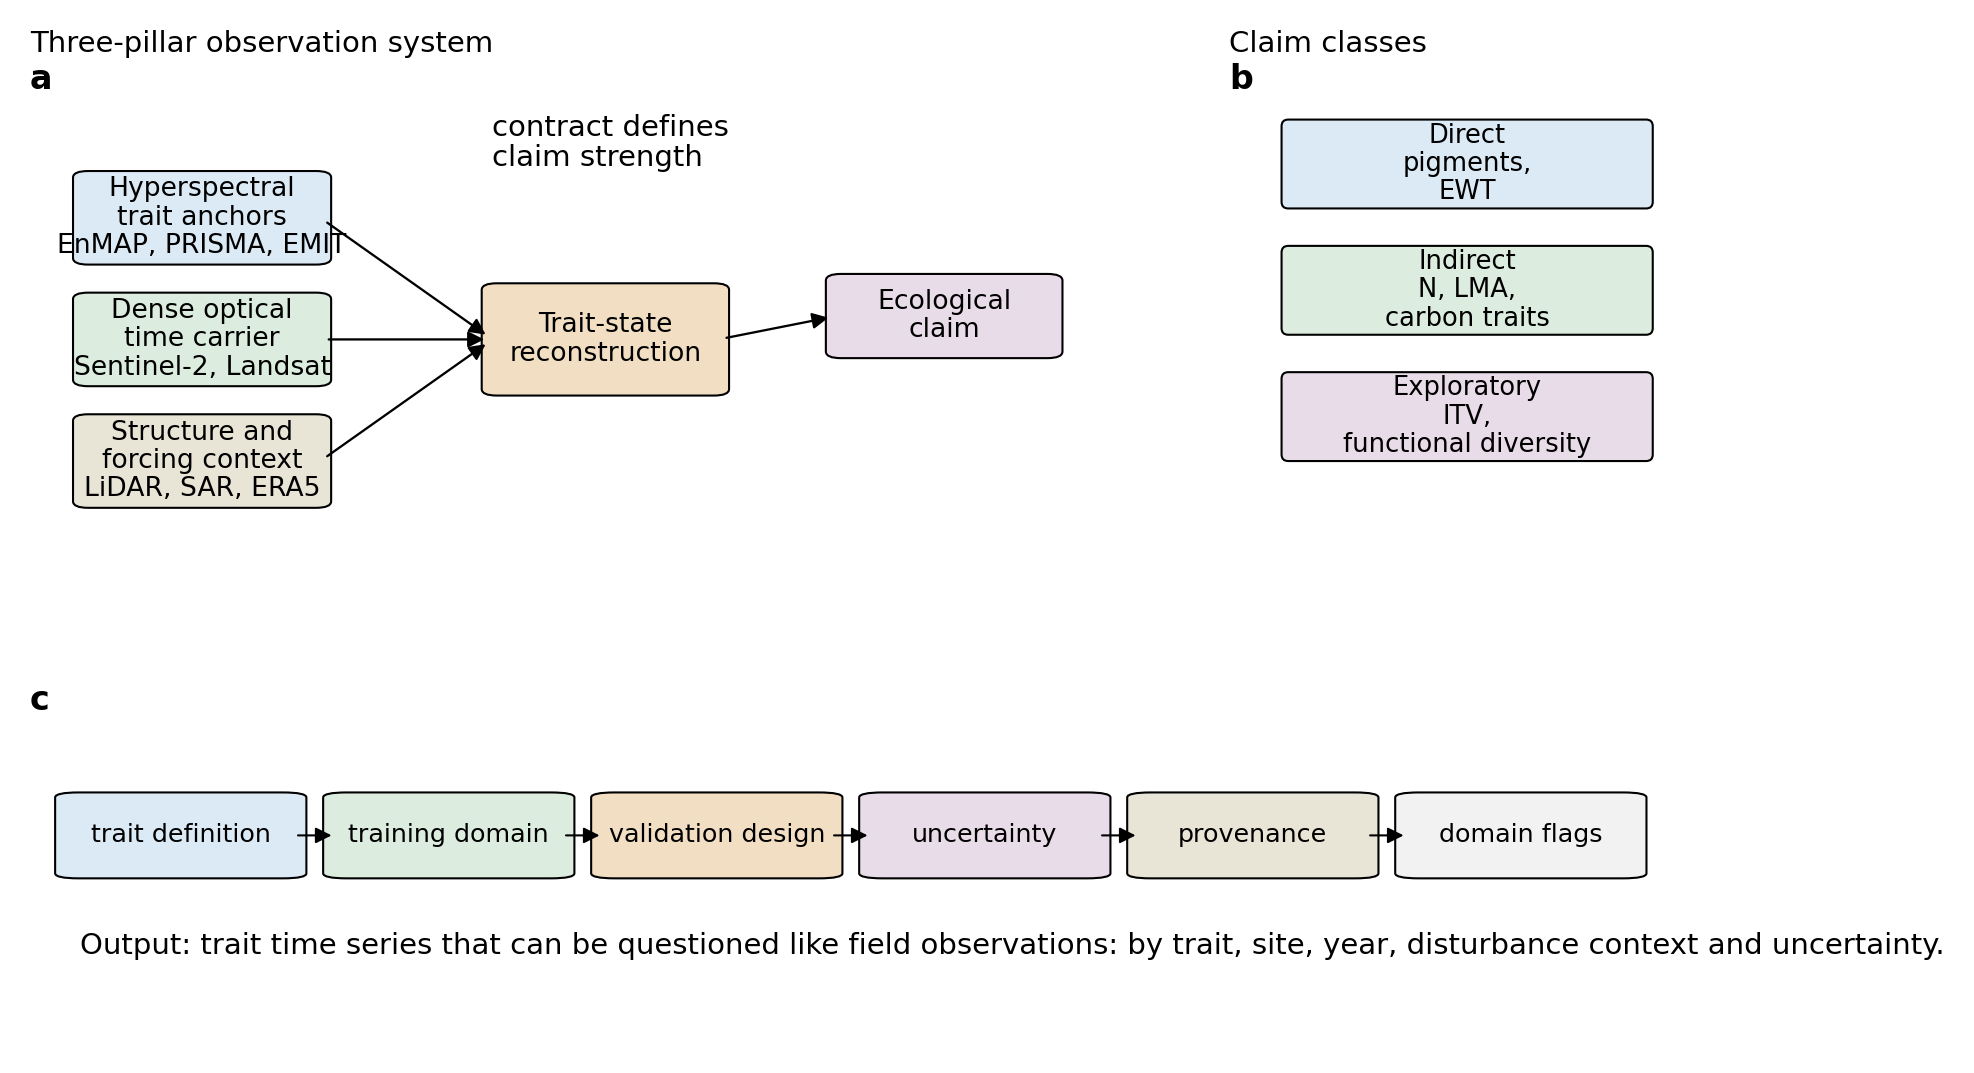 Three-pillar observation system
a
contract defines
claim strength
Hyperspectral
trait anchors
EnMAP, PRISMA, EMIT
Dense optical
time carrier
Sentinel-2, Landsat
Structure and
forcing context
LiDAR, SAR, ERA5
Trait-state
reconstruction
Ecological
claim
Claim classes
b
Direct
pigments,
EWT
Indirect
N, LMA,
carbon traits
Exploratory
ITV,
functional diversity
c
trait definition
training domain
validation design
uncertainty
provenance
domain flags
Output: trait time series that can be questioned like field observations: by trait, site, year, disturbance context and uncertainty.